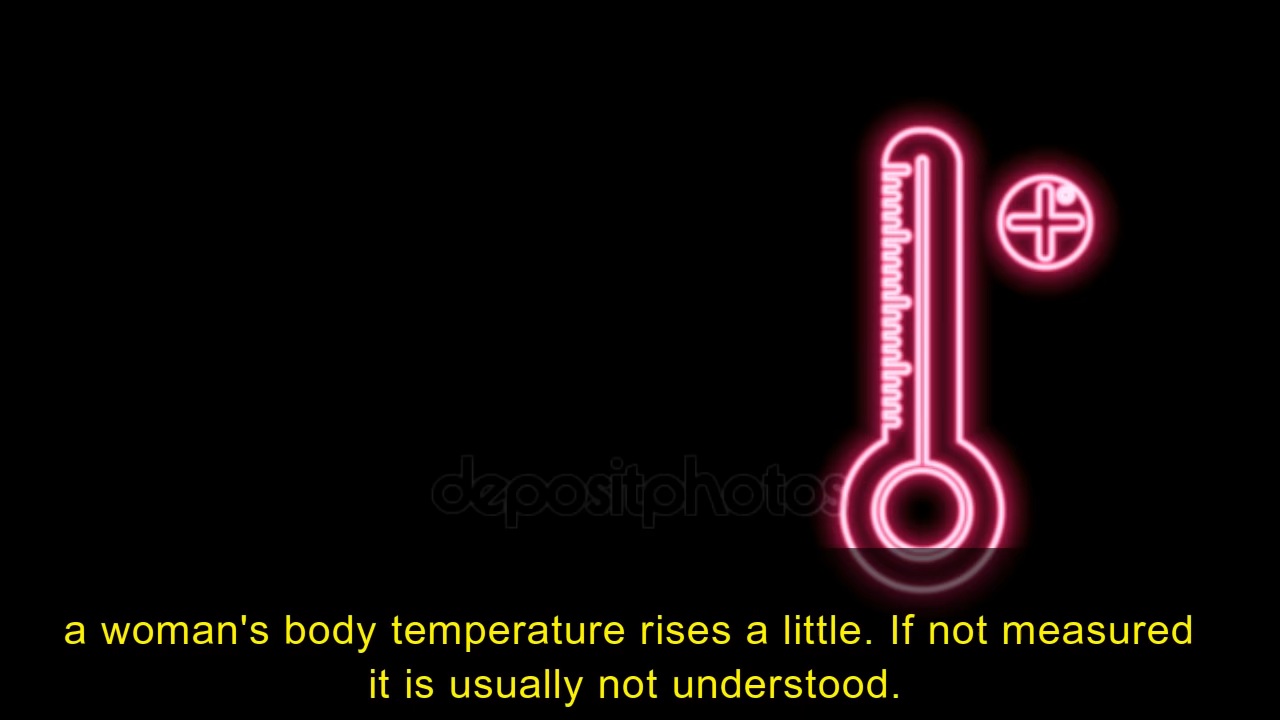 depositphotos
a woman's body temperature rises a little. If not measured
it is usually not understood.